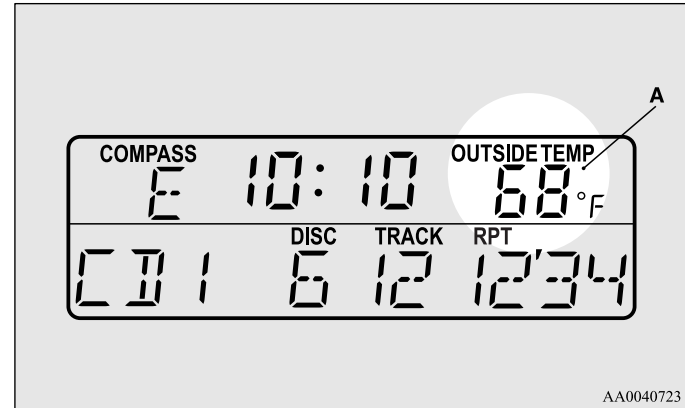 A
COMPASS OUTSIDE TEMP
E 10:10 68°F
DISC TRACK RPT
CD1 6 12 12'34
AA0040723